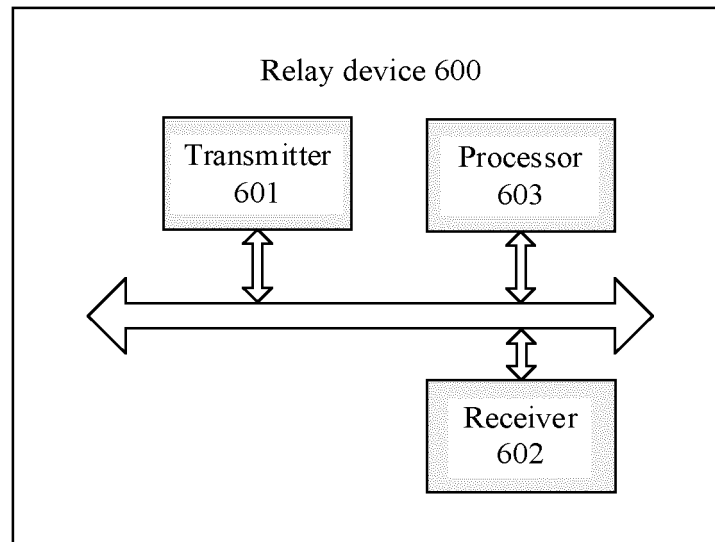 Relay device 600
Transmitter
601
Processor
603
Receiver
602